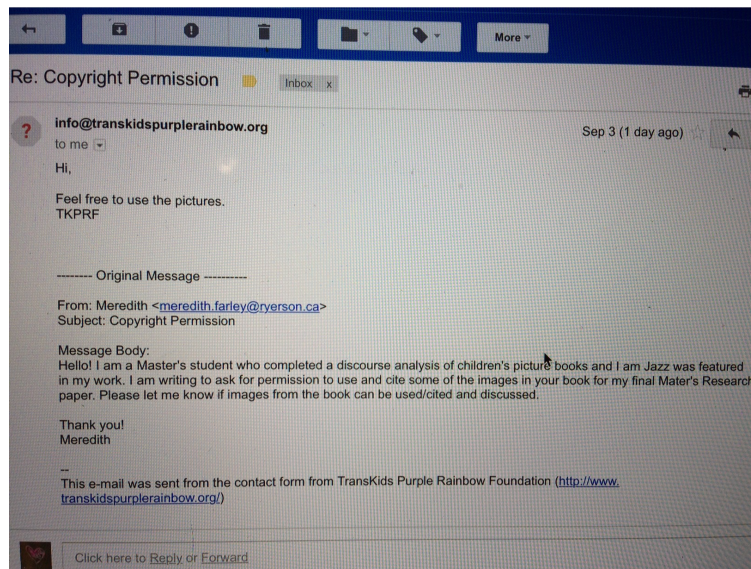 More
Re: Copyright Permission
Inbox x
?
info@transkidspurplerainbow.org
Sep 3 (1 day ago)
to me
Hi,
Feel free to use the pictures.
TKPRF
-------- Original Message ----------
From: Meredith <meredith.farley@ryerson.ca>
Subject: Copyright Permission
Message Body:
Hello! I am a Master's student who completed a discourse analysis of children's picture books and I am Jazz was featured
in my work. I am writing to ask for permission to use and cite some of the images in your book for my final Mater's Research
paper. Please let me know if images from the book can be used/cited and discussed.
Thank you!
Meredith
--
This e-mail was sent from the contact form from TransKids Purple Rainbow Foundation (http://www.
transkidspurplerainbow.org/)
Click here to Reply or Forward